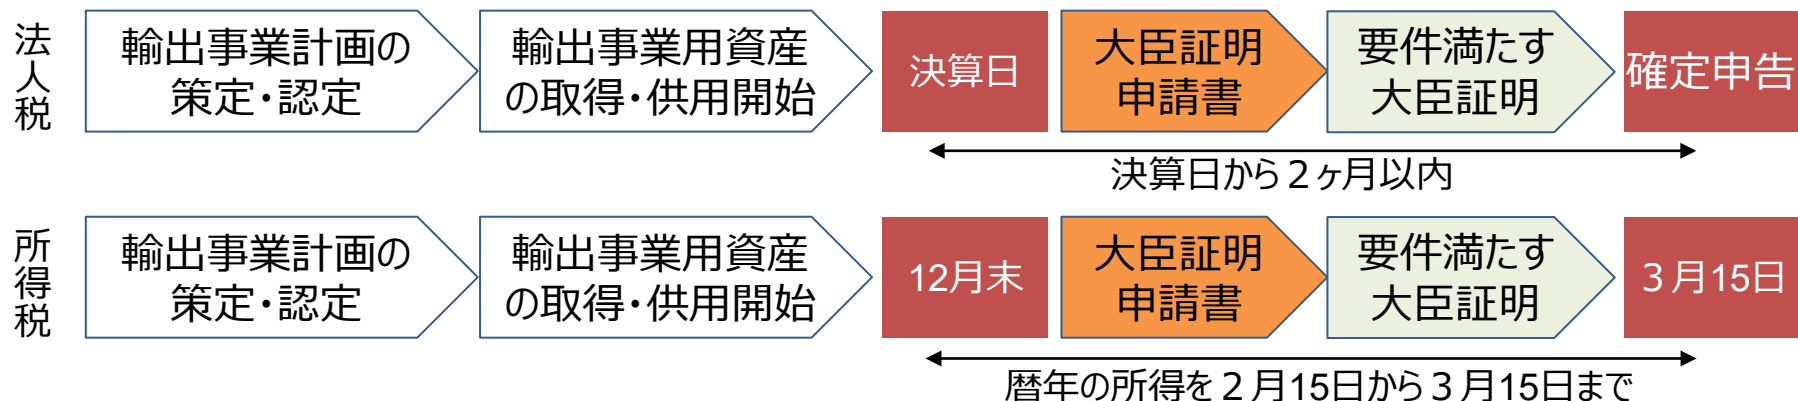 法人税
輸出事業計画の
策定・認定
輸出事業用資産
の取得・供用開始
決算日
大臣証明
申請書
要件満たす
大臣証明
確定申告
決算日から２ヶ月以内
所得税
輸出事業計画の
策定・認定
輸出事業用資産
の取得・供用開始
12月末
大臣証明
申請書
要件満たす
大臣証明
３月15日
暦年の所得を２月15日から３月15日まで